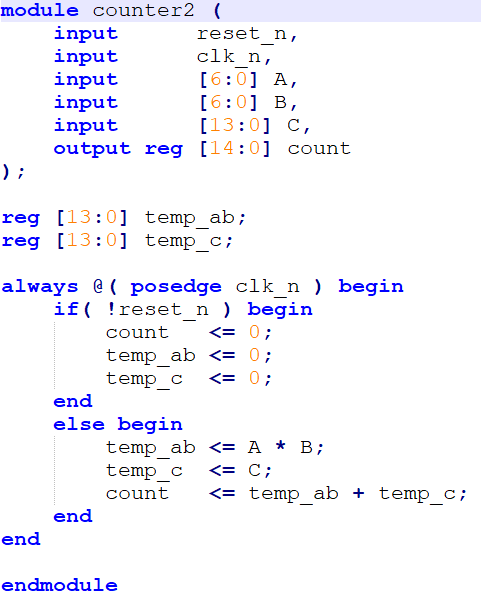 module counter2 (
    input      reset_n,
    input      clk_n,
    input      [6:0] A,
    input      [6:0] B,
    input      [13:0] C,
    output reg [14:0] count
);

reg [13:0] temp_ab;
reg [13:0] temp_c;

always @( posedge clk_n ) begin
    if( !reset_n ) begin
        count   <= 0;
        temp_ab <= 0;
        temp_c  <= 0;
    end
    else begin
        temp_ab <= A * B;
        temp_c  <= C;
        count   <= temp_ab + temp_c;
    end
end

endmodule